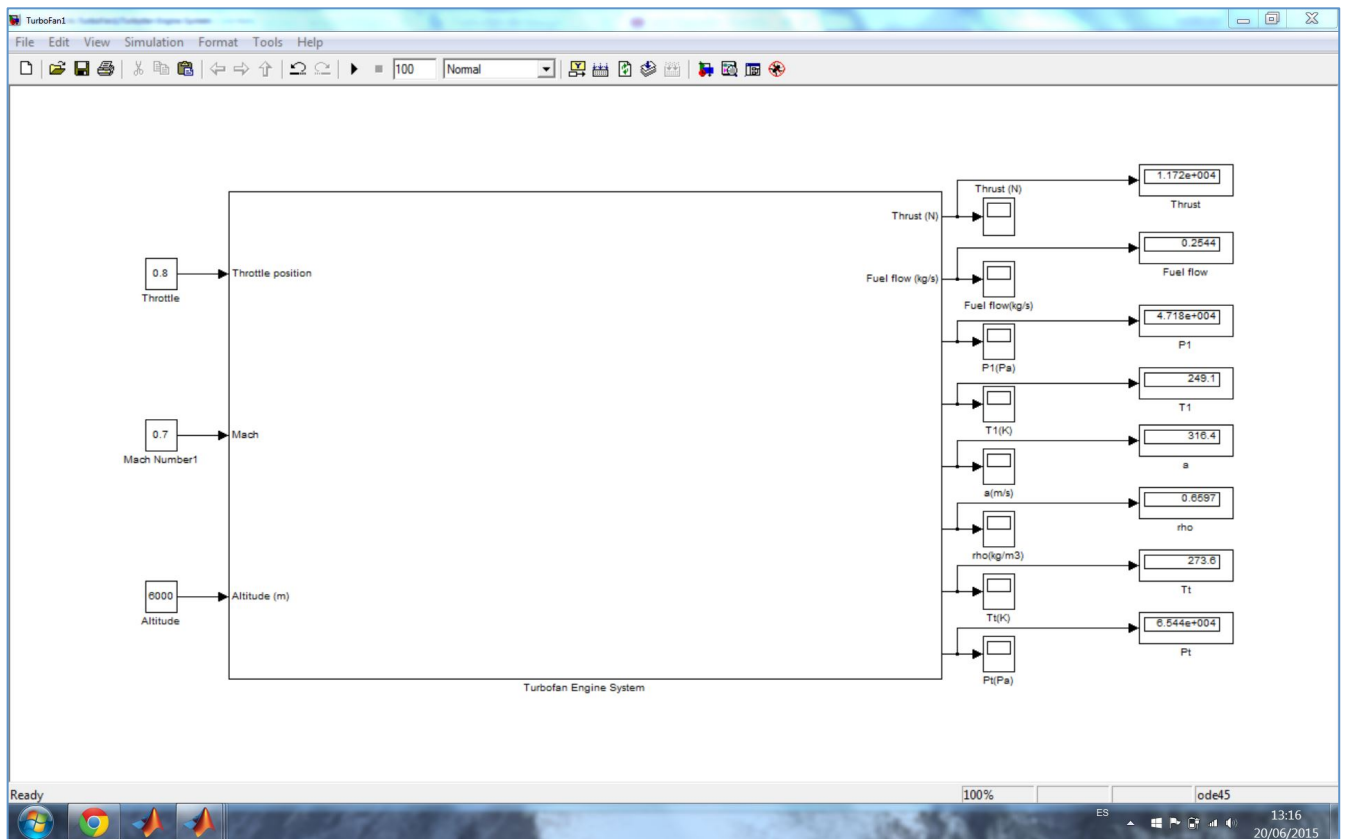 TurboFan1
File Edit View Simulation Format Tools Help
100 Normal
Thrust (N)
1.172e+004
Thrust
Thrust (N)
0.2544
Fuel flow
Fuel flow (kg/s)
Fuel flow(kg/s)
0.8
Throttle
Throttle position
4.718e+004
P1
P1(Pa)
249.1
T1
T1(K)
0.7
Mach Number1
Mach
316.4
a
a(m/s)
0.6597
rho
rho(kg/m3)
273.6
Tt
Tt(K)
6000
Altitude
Altitude (m)
6.544e+004
Pt
Pt(Pa)
Turbofan Engine System
Ready 100% ode45
ES 13:16
20/06/2015